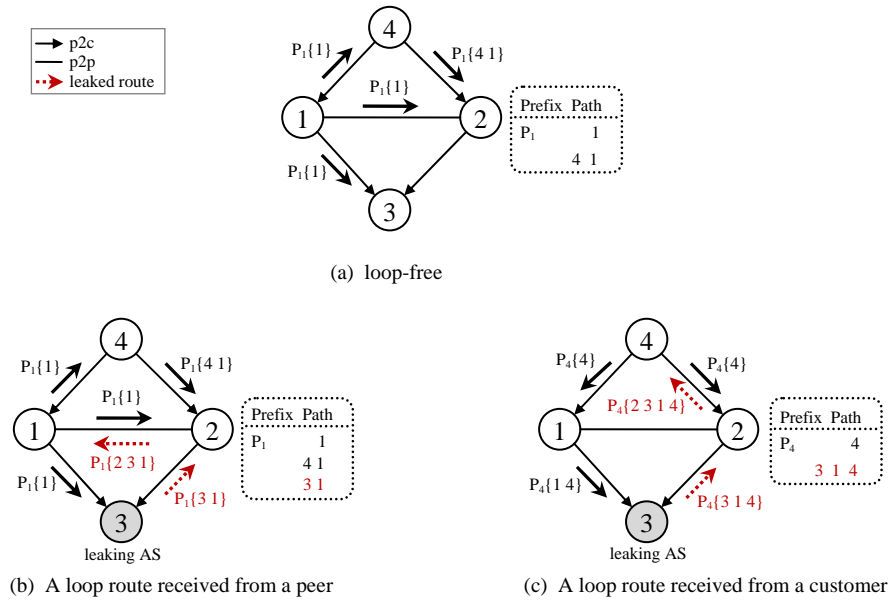 p2c
p2p
leaked route
4
P₁{1}
P₁{4 1}
P₁{1}
1
2
Prefix Path
P₁ 1
4 1
P₁{1}
3
(a) loop-free
4
P₁{1}
P₁{4 1}
P₁{1}
1
2
P₁{2 3 1}
P₁{1}
P₁{3 1}
3
leaking AS
Prefix Path
P₁ 1
4 1
3 1
(b) A loop route received from a peer
4
P₄{4}
P₄{4}
P₄{2 3 1 4}
1
2
P₄{1 4}
P₄{3 1 4}
3
leaking AS
Prefix Path
P₄ 4
3 1 4
(c) A loop route received from a customer